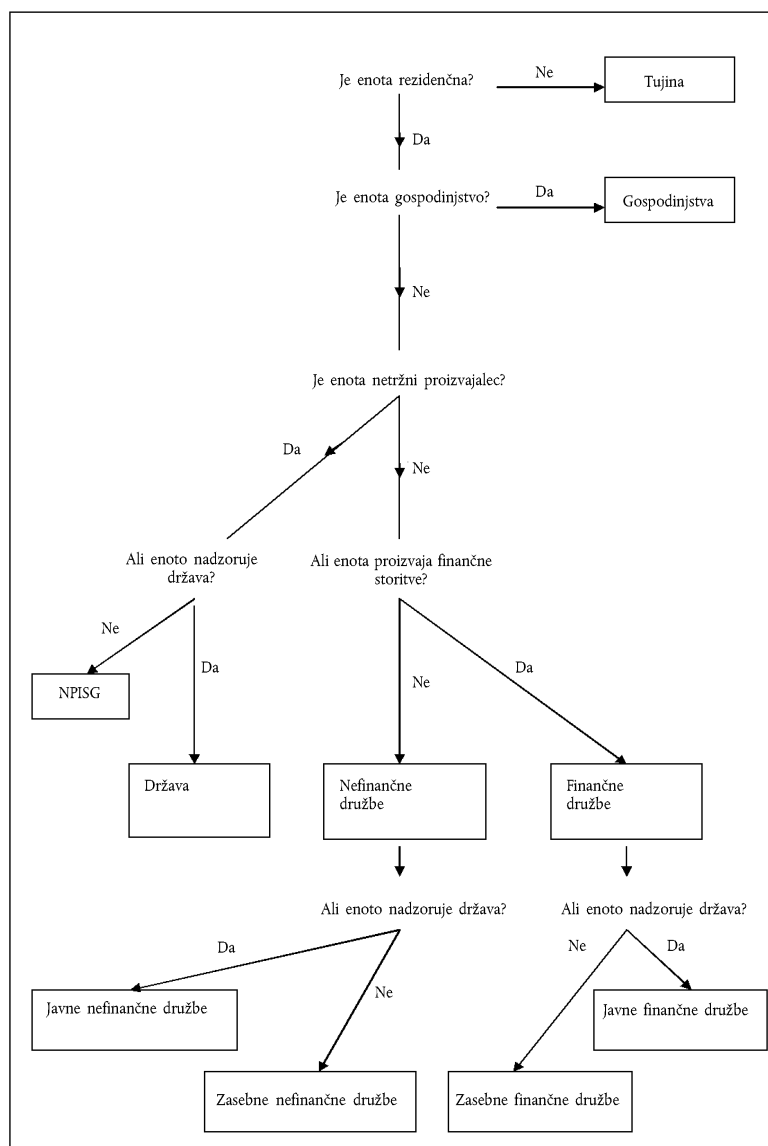 Je enota rezidenčna?
Ne
Tujina
Da
Je enota gospodinjstvo?
Da
Gospodinjstva
Ne
Je enota netržni proizvajalec?
Da
Ne
Ali enoto nadzoruje
država?
Ali enota proizvaja finančne
storitve?
Ne
Da
Ne
Da
NPISG
Država
Nefinančne
družbe
Finančne
družbe
Ali enoto nadzoruje država?
Ali enoto nadzoruje država?
Da
Ne
Ne
Da
Javne nefinančne družbe
Javne finančne družbe
Zasebne nefinančne družbe
Zasebne finančne družbe